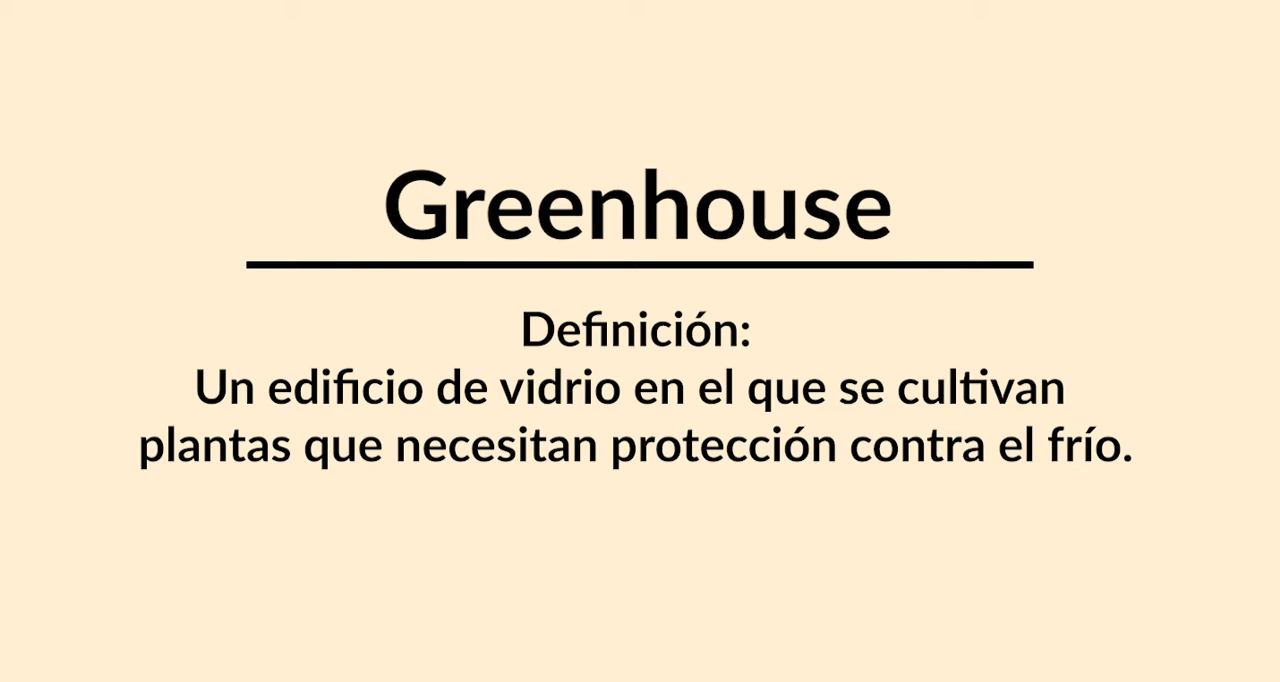 Greenhouse
Definición:
Un edificio de vidrio en el que se cultivan
plantas que necesitan protección contra el frío.